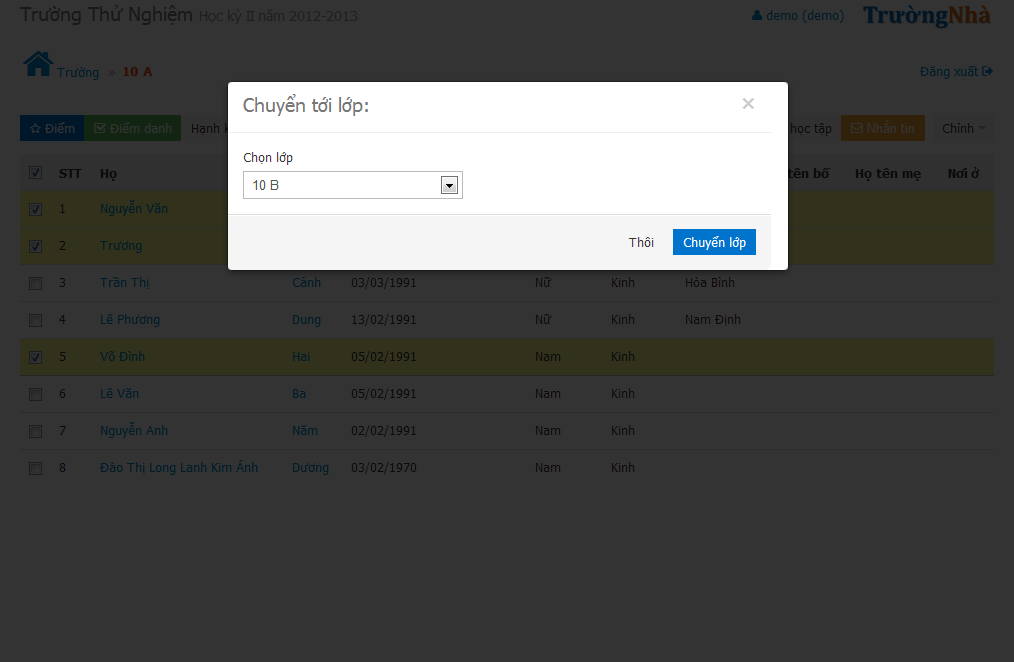 Trường Thử Nghiệm Học kỳ II năm 2012-2013
demo (demo) TrườngNhà
Trường » 10 A
Đăng xuất
Chuyển tới lớp: ×
Điểm Điểm danh Hạnh học tập Nhắn tin Chỉnh
Chọn lớp
10 B
STT Họ tên bố Họ tên mẹ Nơi ở
1 Nguyễn Văn
2 Trương
Thôi Chuyển lớp
3 Trần Thị Cảnh 03/03/1991 Nữ Kinh Hòa Bình
4 Lê Phương Dung 13/02/1991 Nữ Kinh Nam Định
5 Võ Đình Hai 05/02/1991 Nam Kinh
6 Lê Văn Ba 05/02/1991 Nam Kinh
7 Nguyễn Anh Năm 02/02/1991 Nam Kinh
8 Đào Thị Long Lanh Kim Ánh Dương 03/02/1970 Nam Kinh